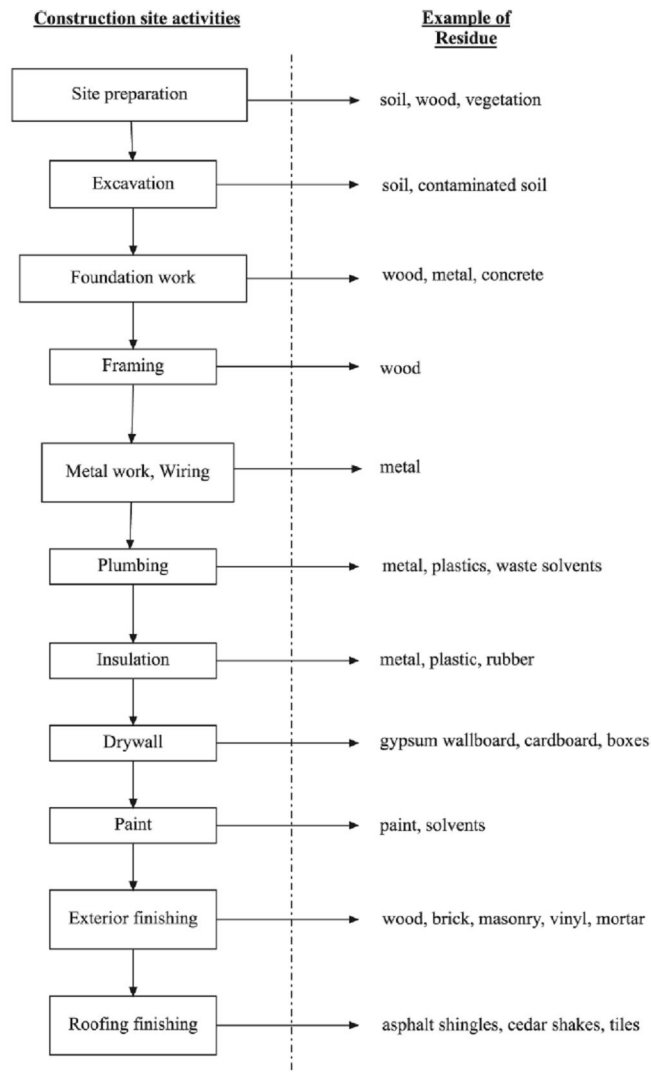 Construction site activities
Example of
Residue
Site preparation
soil, wood, vegetation
Excavation
soil, contaminated soil
Foundation work
wood, metal, concrete
Framing
wood
Metal work, Wiring
metal
Plumbing
metal, plastics, waste solvents
Insulation
metal, plastic, rubber
Drywall
gypsum wallboard, cardboard, boxes
Paint
paint, solvents
Exterior finishing
wood, brick, masonry, vinyl, mortar
Roofing finishing
asphalt shingles, cedar shakes, tiles